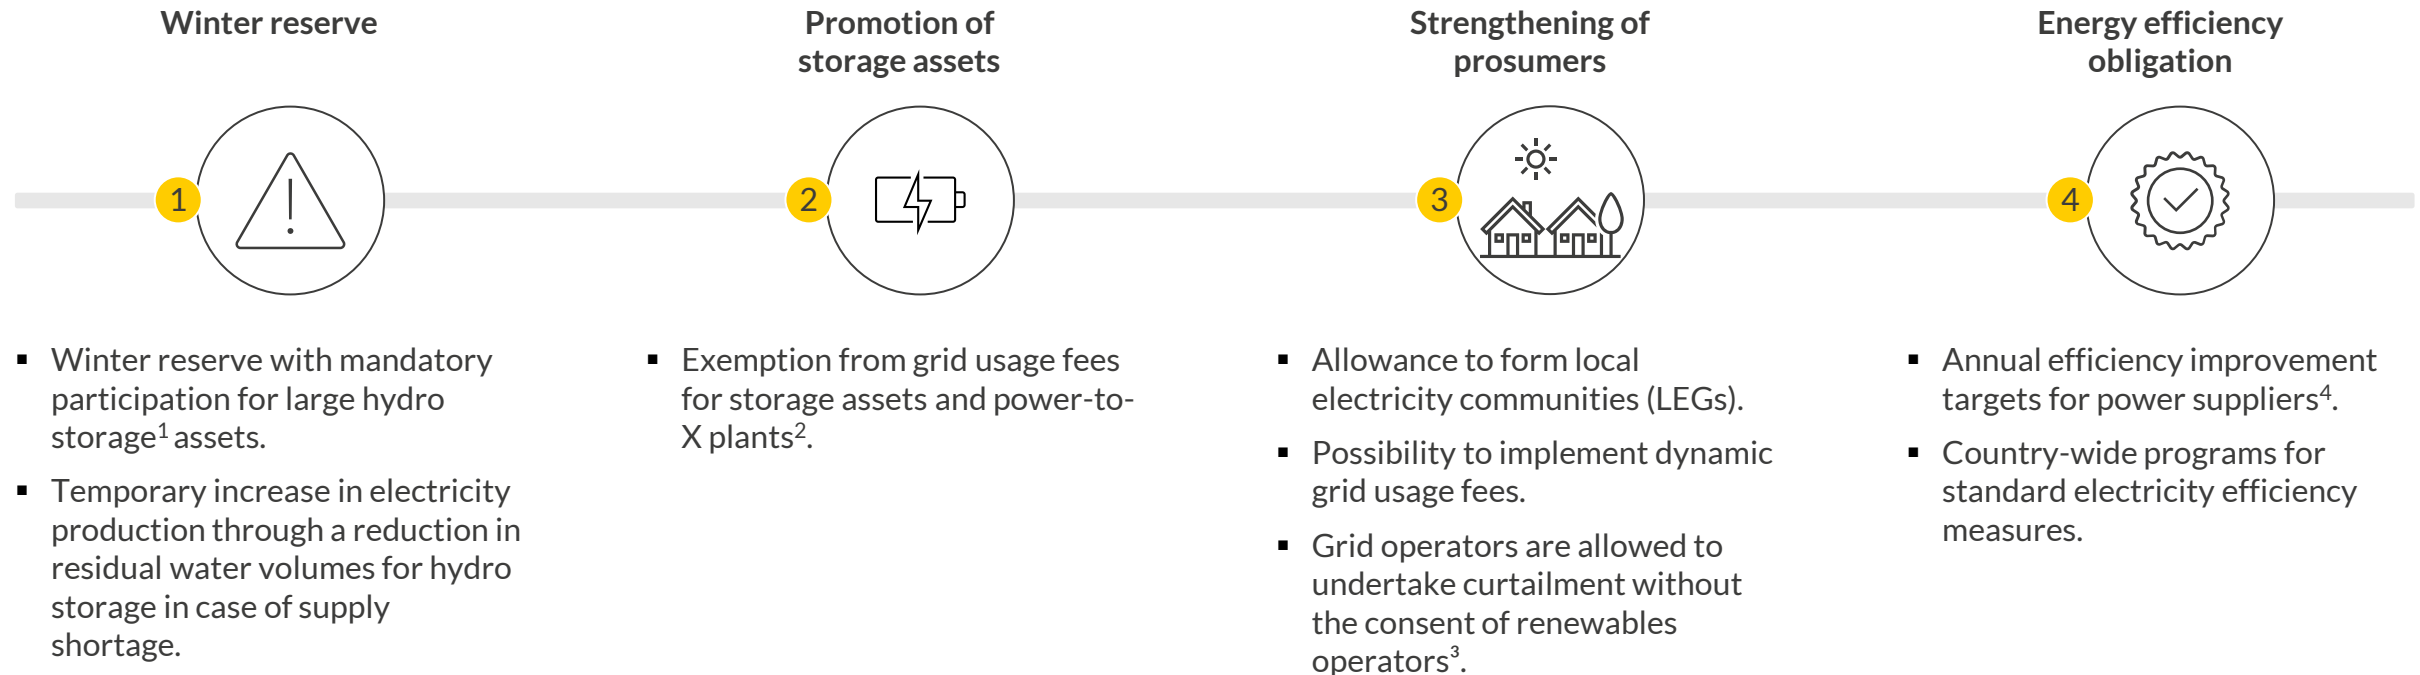 Winter reserve
1
▪ Winter reserve with mandatory
participation for large hydro
storage¹ assets.
▪ Temporary increase in electricity
production through a reduction in
residual water volumes for hydro
storage in case of supply
shortage.
Promotion of
storage assets
2
▪ Exemption from grid usage fees
for storage assets and power-to-
X plants².
Strengthening of
prosumers
3
▪ Allowance to form local
electricity communities (LEGs).
▪ Possibility to implement dynamic
grid usage fees.
▪ Grid operators are allowed to
undertake curtailment without
the consent of renewables
operators³.
Energy efficiency
obligation
4
▪ Annual efficiency improvement
targets for power suppliers⁴.
▪ Country-wide programs for
standard electricity efficiency
measures.